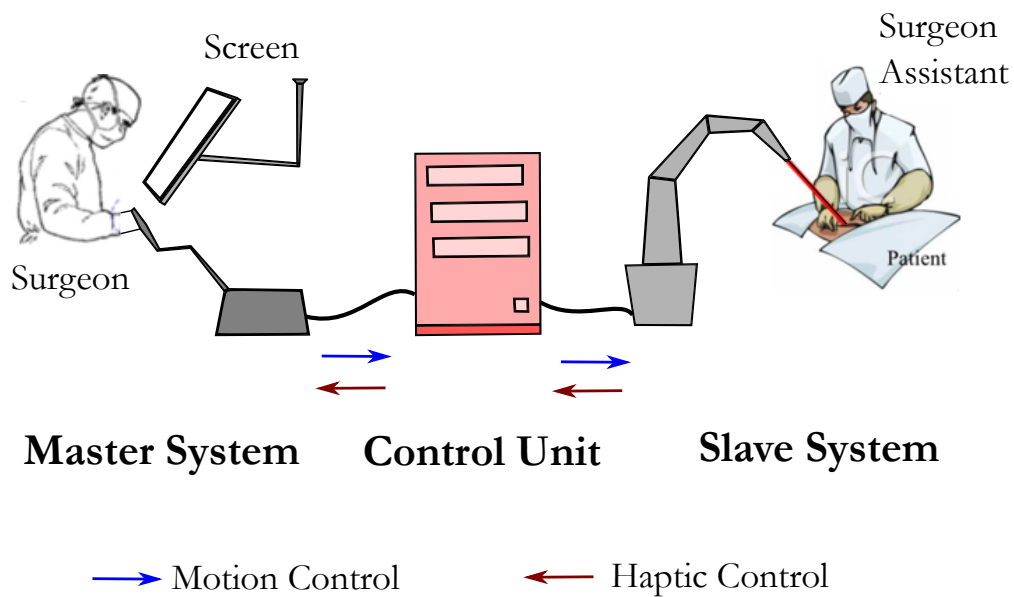 Screen
Surgeon
Assistant
Surgeon
Patient
Master System
Control Unit
Slave System
Motion Control
Haptic Control